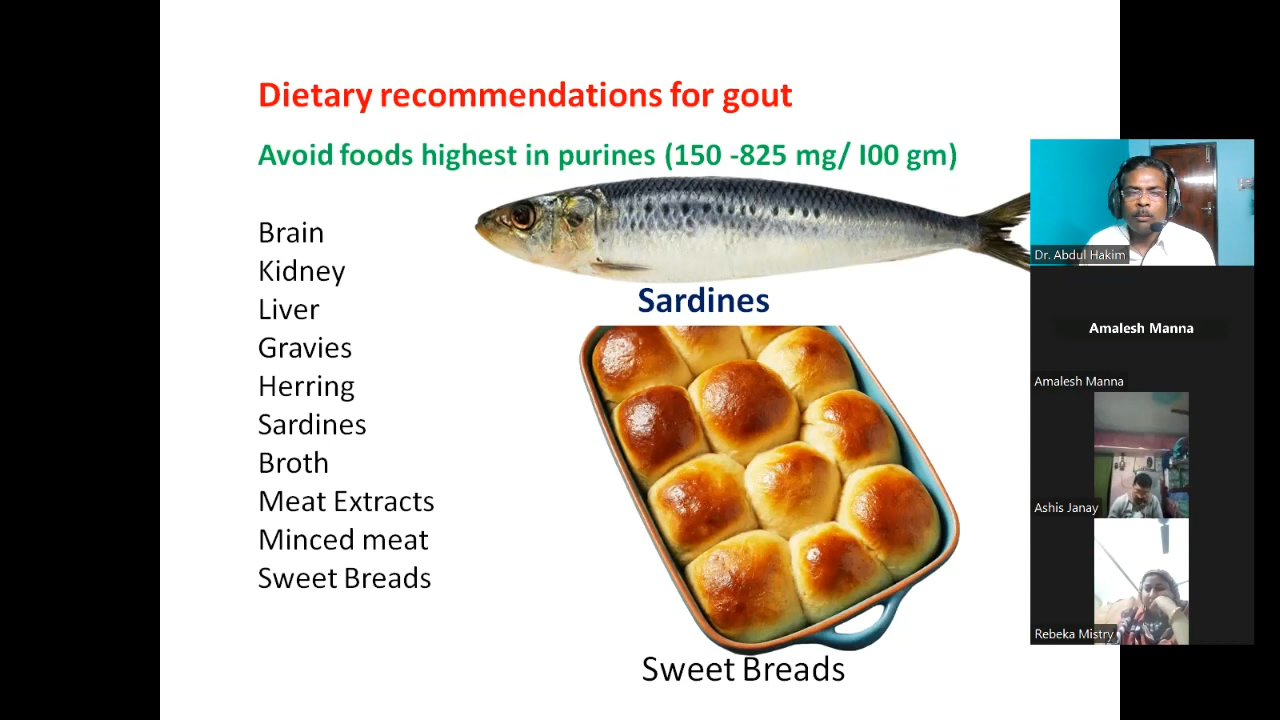 Dietary recommendations for gout
Avoid foods highest in purines (150 -825 mg/ I00 gm)
Brain
Kidney
Liver
Gravies
Herring
Sardines
Broth
Meat Extracts
Minced meat
Sweet Breads
Sardines
Sweet Breads
Dr. Abdul Hakim
Amalesh Manna
Amalesh Manna
Ashis Janay
Rebeka Mistry